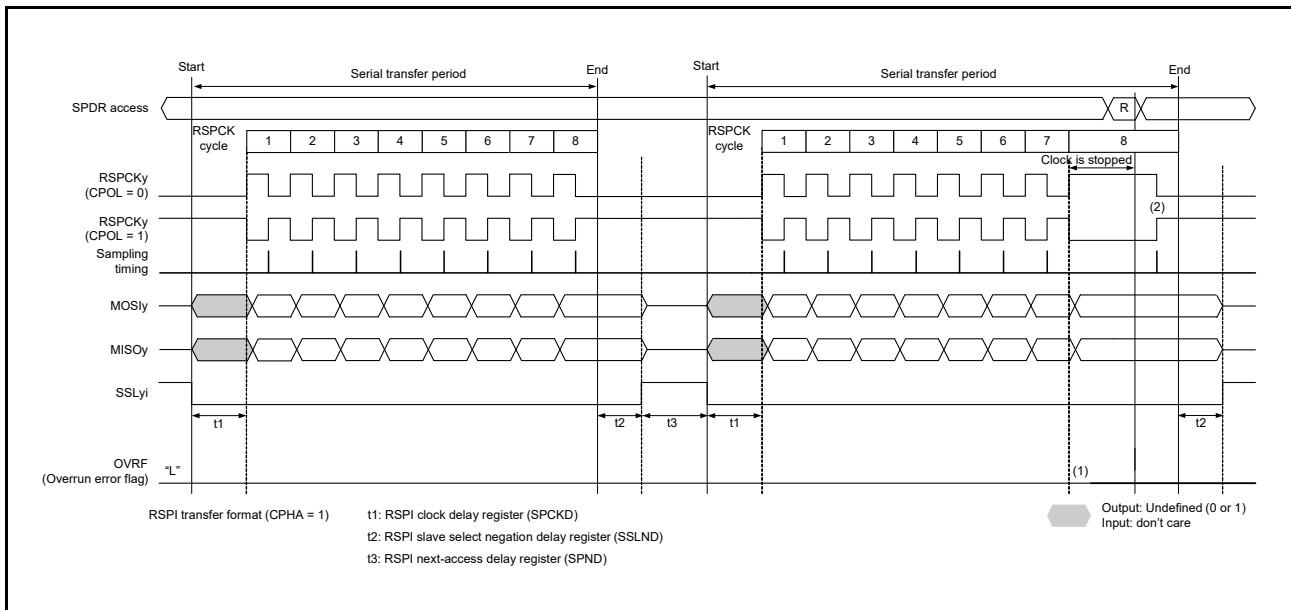 Start
Serial transfer period
End
Start
Serial transfer period
End
SPDR access
R
RSPCK
cycle
1 2 3 4 5 6 7 8
RSPCK
cycle
1 2 3 4 5 6 7 8
Clock is stopped
RSPCKy
(CPOL = 0)
(2)
RSPCKy
(CPOL = 1)
Sampling
timing
MOSIy
MISOy
SSLyi
t1
t2
t3
t1
t2
OVRF
(Overrun error flag)
“L”
(1)
RSPI transfer format (CPHA = 1)
t1: RSPI clock delay register (SPCKD)
t2: RSPI slave select negation delay register (SSLND)
t3: RSPI next-access delay register (SPND)
Output: Undefined (0 or 1)
Input: don’t care